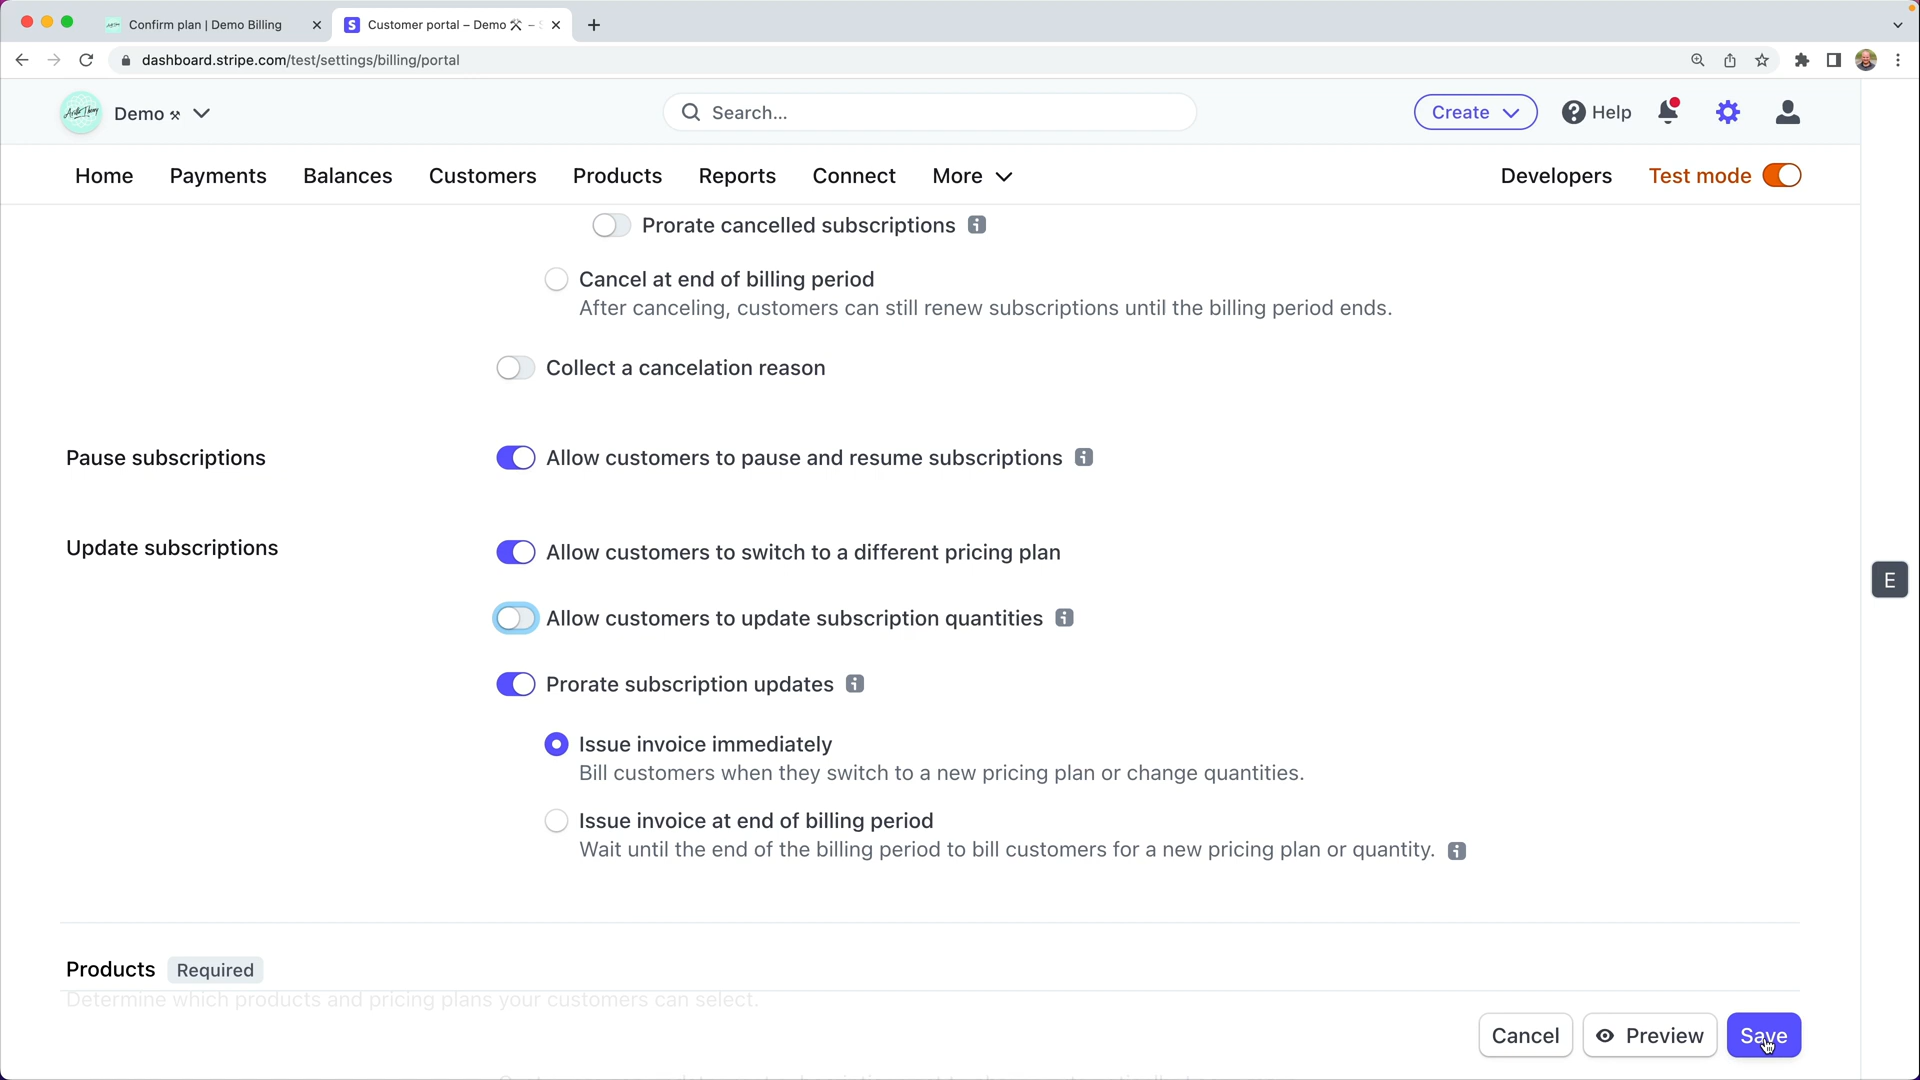 Confirm plan | Demo Billing
Customer portal – Demo
dashboard.stripe.com/test/settings/billing/portal
Demo
Search...
Create
Help
Home
Payments
Balances
Customers
Products
Reports
Connect
More
Developers
Test mode
Prorate cancelled subscriptions
Cancel at end of billing period
After canceling, customers can still renew subscriptions until the billing period ends.
Collect a cancelation reason
Pause subscriptions
Allow customers to pause and resume subscriptions
Update subscriptions
Allow customers to switch to a different pricing plan
E
Allow customers to update subscription quantities
Prorate subscription updates
Issue invoice immediately
Bill customers when they switch to a new pricing plan or change quantities.
Issue invoice at end of billing period
Wait until the end of the billing period to bill customers for a new pricing plan or quantity.
Products Required
Determine which products and pricing plans your customers can select.
Cancel
Preview
Save